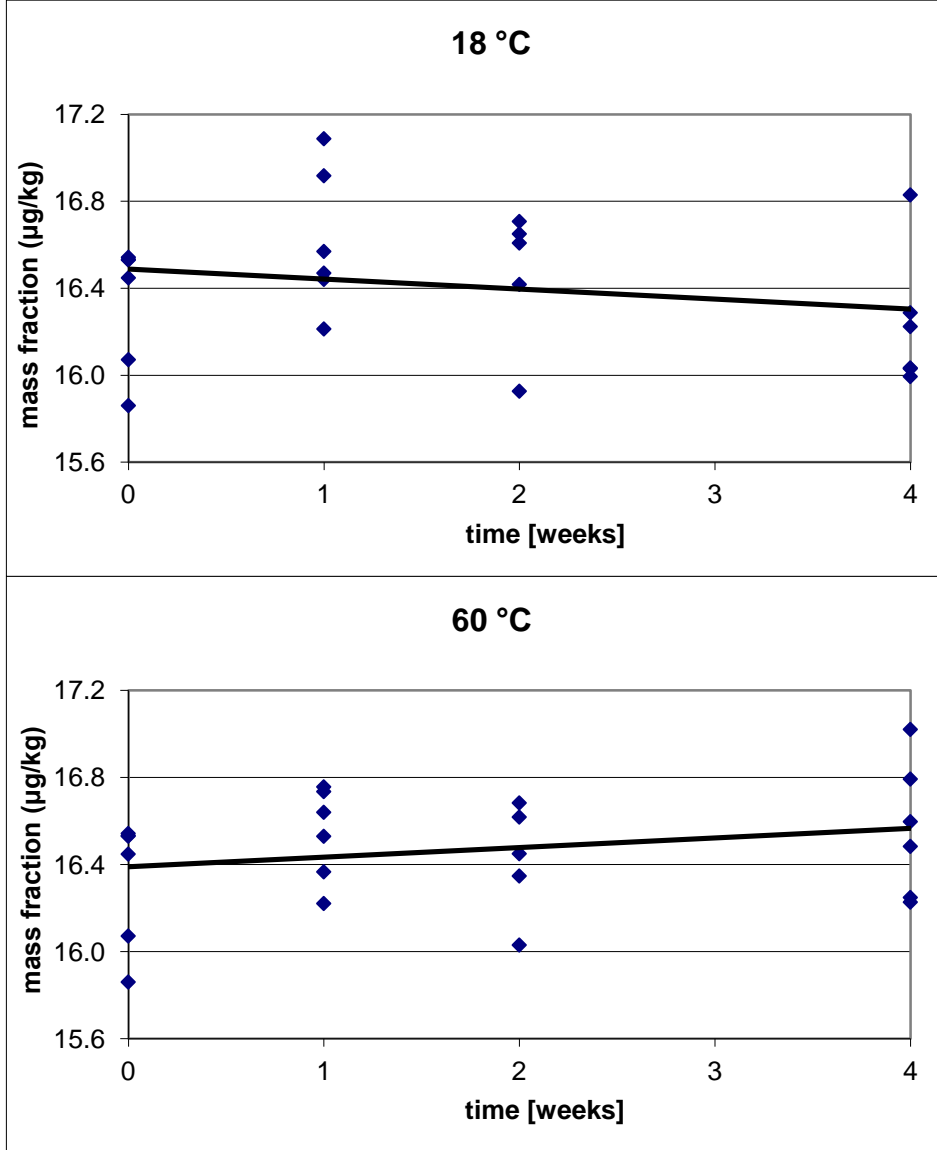 18 °C
17.2
16.8
16.4
16.0
15.6
mass fraction (µg/kg)
0 1 2 3 4
time [weeks]
60 °C
17.2
16.8
16.4
16.0
15.6
mass fraction (µg/kg)
0 1 2 3 4
time [weeks]